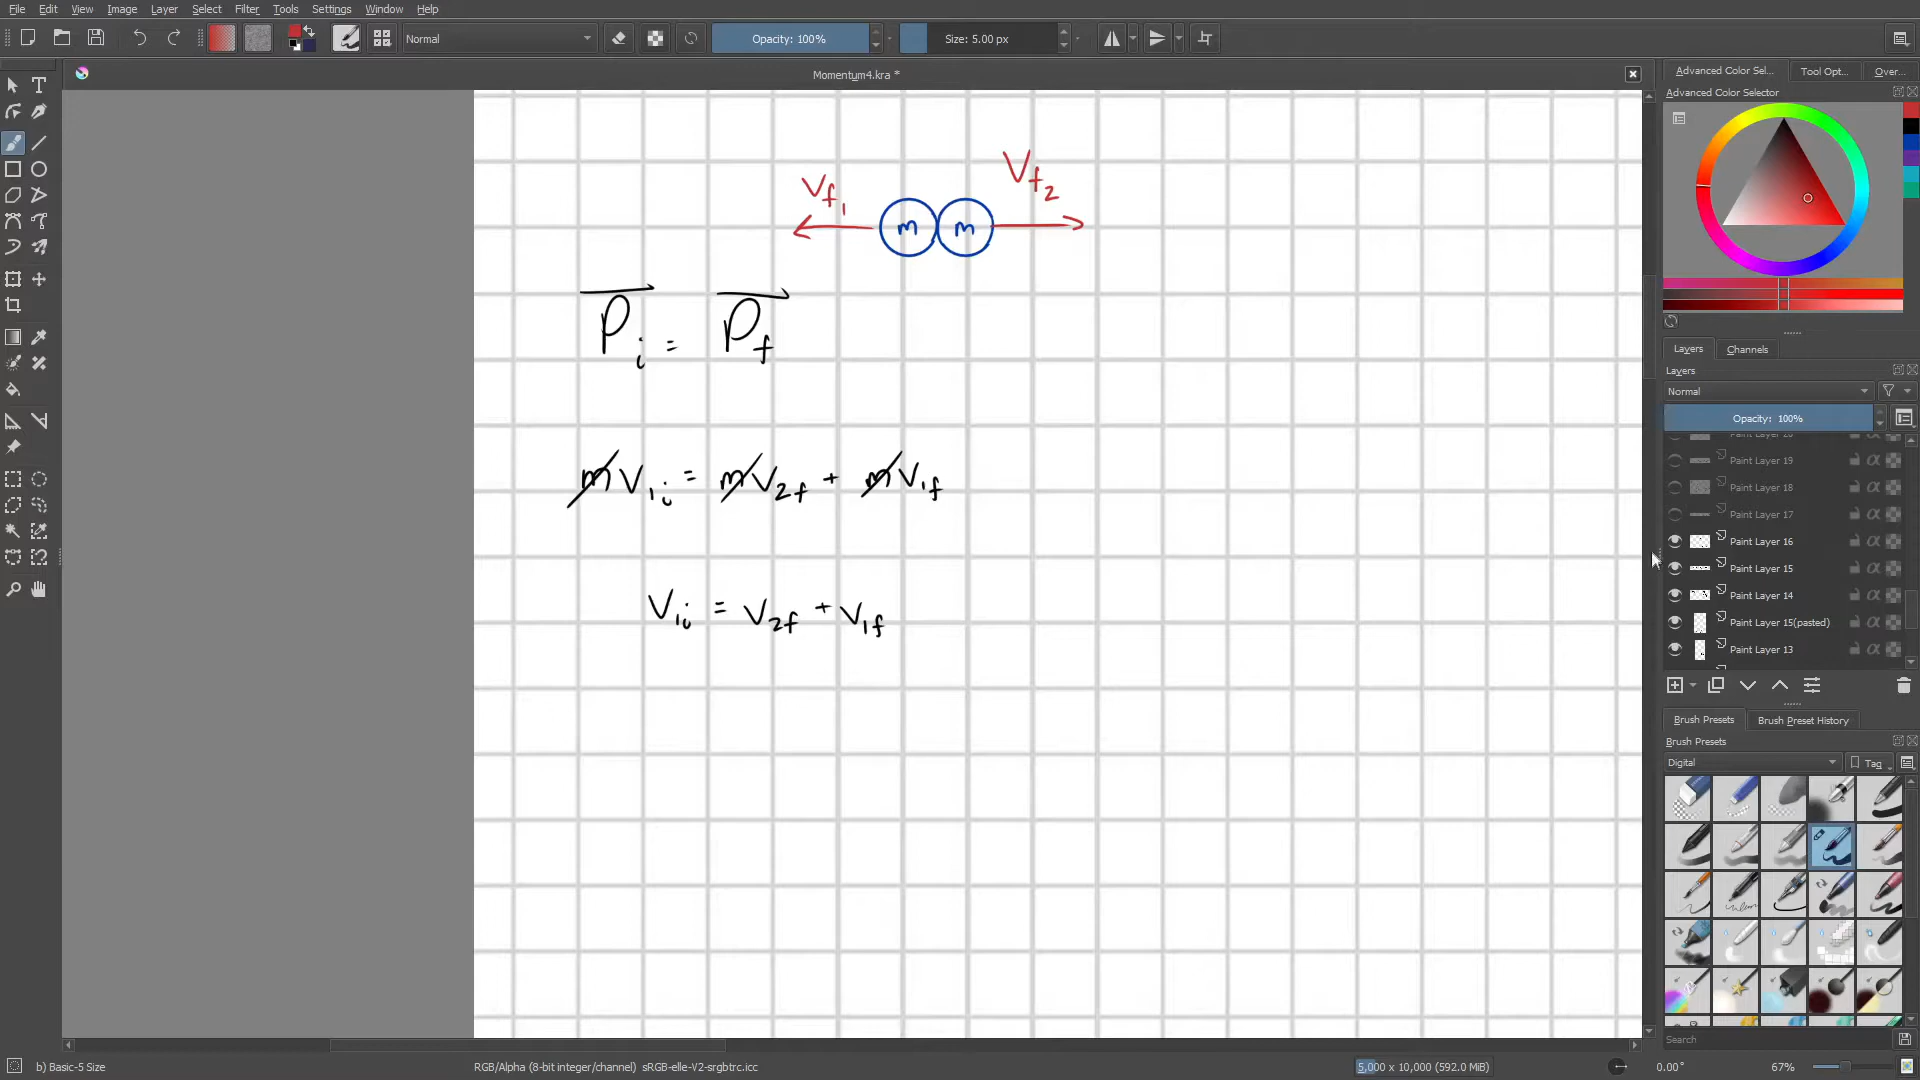 File Edit View Image Layer Select Filter Tools Settings Window Help
Normal
Opacity: 100%
Size: 5.00 px
Momentum4.kra *
Advanced Color Sel...
Tool Opt...
Over...
Advanced Color Selector
Vf1
Vf2
m
m
Pi = Pf
mV1i = mV2f + mV1f
V1i = V2f + V1f
Layers
Channels
Layers
Normal
Opacity: 100%
Paint Layer 19
Paint Layer 18
Paint Layer 17
Paint Layer 16
Paint Layer 15
Paint Layer 14
Paint Layer 15(pasted)
Paint Layer 13
Brush Presets
Brush Preset History
Brush Presets
Digital
Tag
Search
b) Basic-5 Size
RGB/Alpha (8-bit integer/channel) sRGB-elle-V2-srgbtrc.icc
5,000 x 10,000 (592.0 MiB)
0.00°
67%